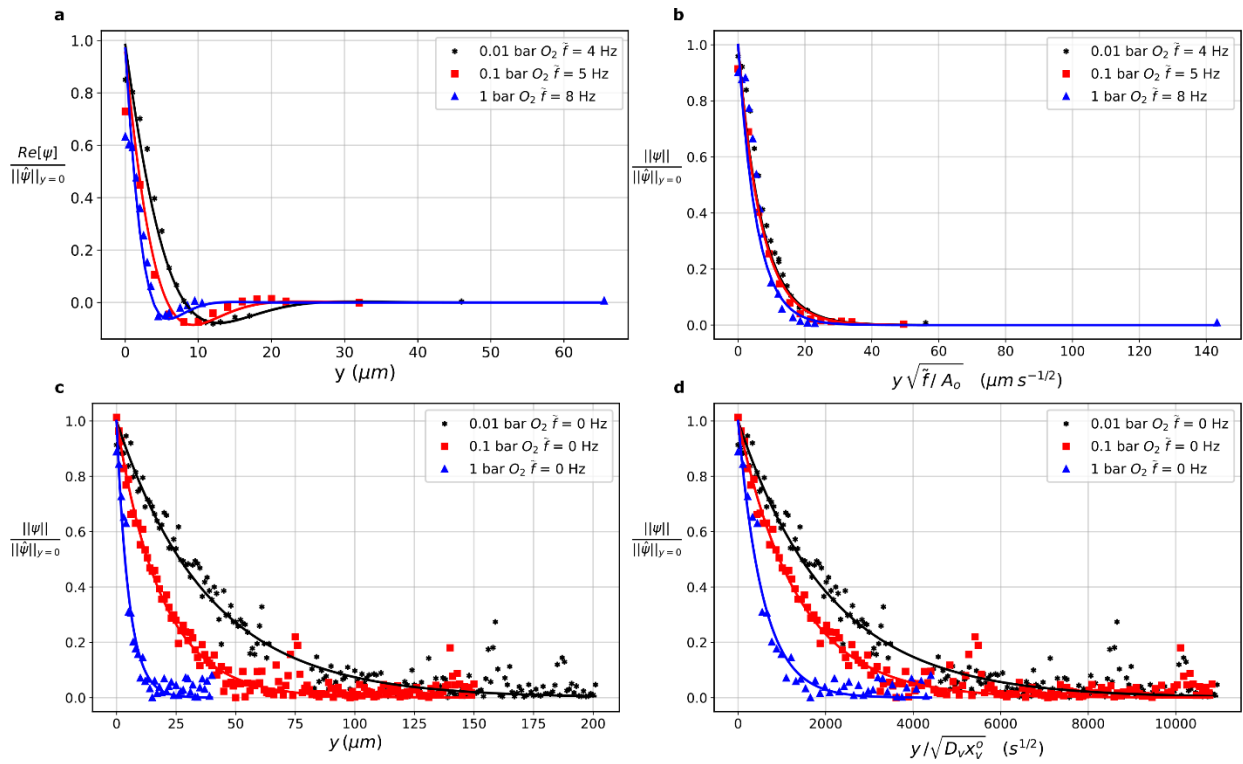 a
1.0
0.8
0.6
0.4
0.2
0.0
Re[ψ]
||ψ̂||y=0
0.01 bar O2 f̃ = 4 Hz
0.1 bar O2 f̃ = 5 Hz
1 bar O2 f̃ = 8 Hz
0 10 20 30 40 50 60
y (μm)
b
1.0
0.8
0.6
0.4
0.2
0.0
||ψ||
||ψ̂||y=0
0.01 bar O2 f̃ = 4 Hz
0.1 bar O2 f̃ = 5 Hz
1 bar O2 f̃ = 8 Hz
0 20 40 60 80 100 120 140
y √f̃ / Ao (μm s−1/2)
c
1.0
0.8
0.6
0.4
0.2
0.0
||ψ||
||ψ̂||y=0
0.01 bar O2 f̃ = 0 Hz
0.1 bar O2 f̃ = 0 Hz
1 bar O2 f̃ = 0 Hz
0 25 50 75 100 125 150 175 200
y (μm)
d
1.0
0.8
0.6
0.4
0.2
0.0
||ψ||
||ψ̂||y=0
0.01 bar O2 f̃ = 0 Hz
0.1 bar O2 f̃ = 0 Hz
1 bar O2 f̃ = 0 Hz
0 2000 4000 6000 8000 10000
y / √Dvxvo (s1/2)